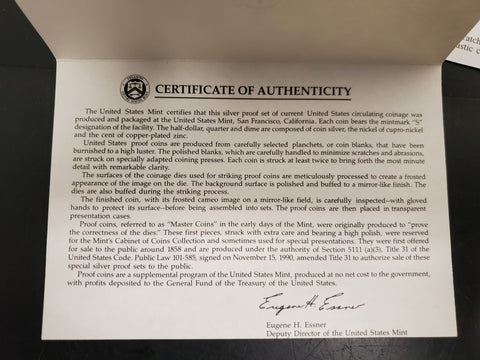 CERTIFICATE OF AUTHENTICITY
The United States Mint certifies that this silver proof set of current United States circulating coinage was
produced and packaged at the United States Mint, San Francisco, California. Each coin bears the mintmark "S"
designation of the facility. The half-dollar, quarter and dime are composed of coin silver, the nickel of cupro-nickel
and the cent of copper-plated zinc.
United States proof coins are produced from carefully selected planchets, or coin blanks, that have been
burnished to a high luster. The polished blanks, which are carefully handled to minimize scratches and abrasions,
are struck on specially adapted coining presses. Each coin is struck at least twice to bring forth the most minute
detail with remarkable clarity.
The surfaces of the coinage dies used for striking proof coins are meticulously processed to create a frosted
appearance of the image on the die. The background surface is polished and buffed to a mirror-like finish. The
dies are also buffed during the striking process.
The finished coin, with its frosted cameo image on a mirror-like field, is carefully inspected—with gloved
hands to protect its surface—before being assembled into sets. The proof coins are then placed in transparent
presentation cases.
Proof coins, referred to as "Master Coins" in the early days of the Mint, were originally produced to "prove
the correctness of the dies." These first pieces, struck with extra care and bearing a high polish, were reserved
for the Mint's Cabinet of Coins Collection and sometimes used for special presentations. They were first offered
for sale to the public around 1858 and are produced under the authority of Section 5111 (a)(3), Title 31 of the
United States Code. Public Law 101-585, signed on November 15, 1990, amended Title 31 to authorize sale of these
special silver proof sets to the public.
Proof coins are a supplemental program of the United States Mint, produced at no net cost to the government,
with profits deposited to the General Fund of the Treasury of the United States.
Eugene H. Essner
Eugene H. Essner
Deputy Director of the United States Mint